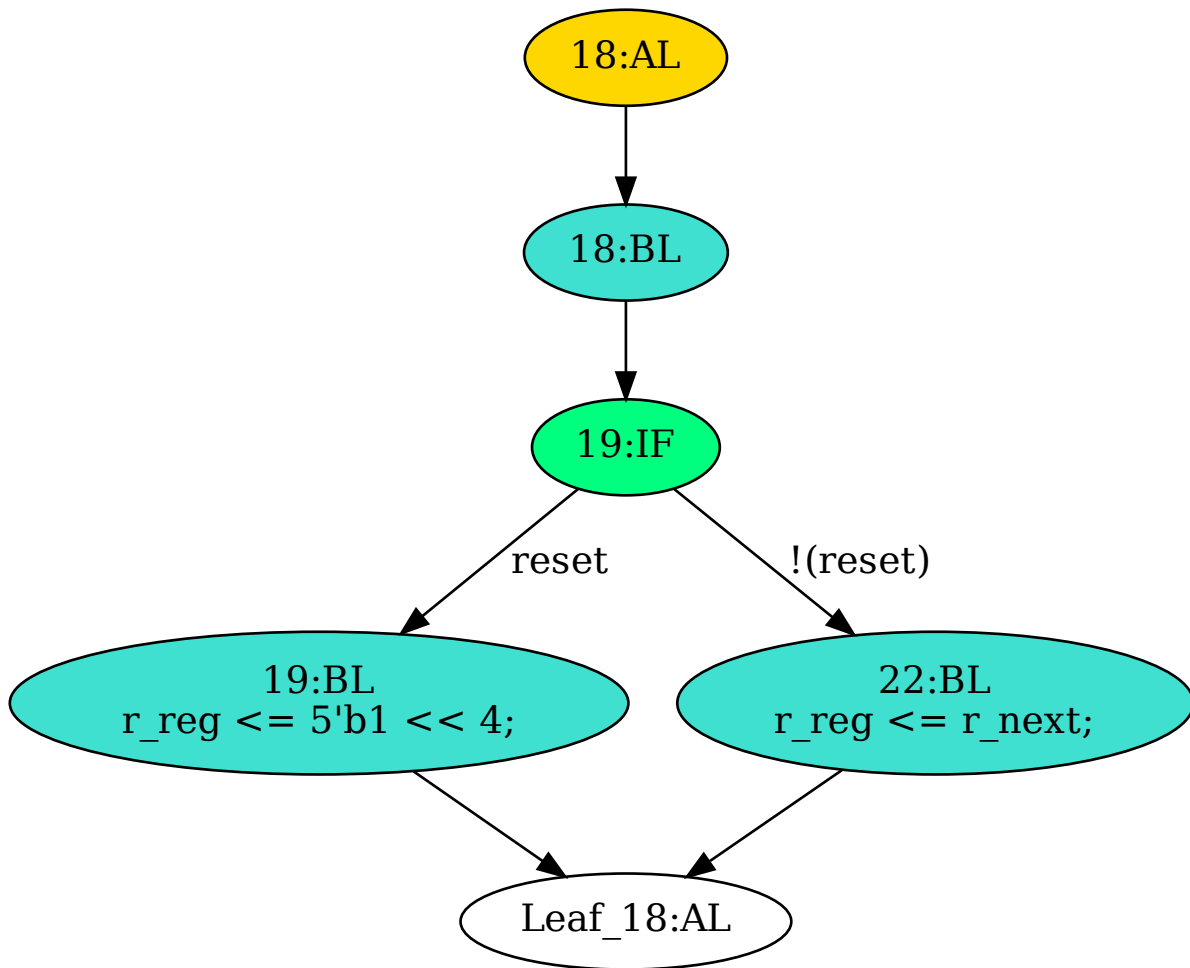 18:AL
18:BL
19:IF
reset
!(reset)
19:BL
r_reg <= 5'b1 << 4;
22:BL
r_reg <= r_next;
Leaf_18:AL